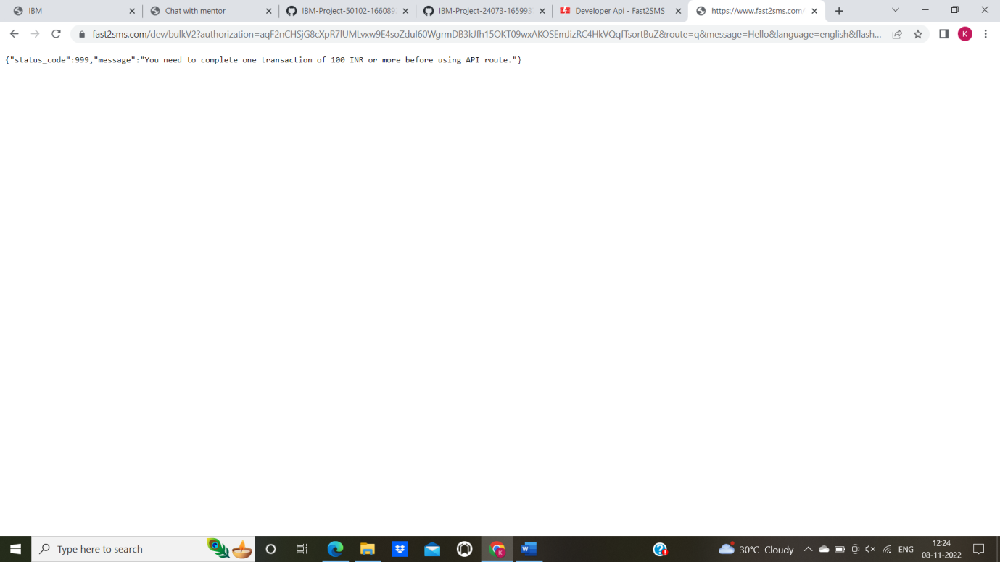 IBM
Chat with mentor
IBM-Project-50102-166089
IBM-Project-24073-165993
Developer Api - Fast2SMS
https://www.fast2sms.com/
fast2sms.com/dev/bulkV2?authorization=aqF2nCHSjG8cXpR7lUMLvxw9E4soZduI60WgrmDB3kJfh15OKT09wxAKOSEmJizRC4HkVQqfTsortBuZ&route=q&message=Hello&language=english&flash...
K
{"status_code":999,"message":"You need to complete one transaction of 100 INR or more before using API route."}
Type here to search
30°C Cloudy
ENG
12:24
08-11-2022